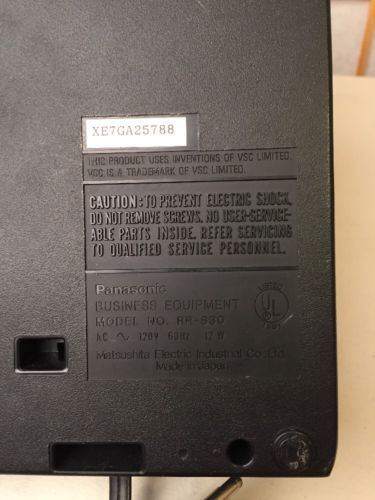 XE7GA25788
THIS PRODUCT USES INVENTIONS OF VSC LIMITED.
VSC IS A TRADEMARK OF VSC LIMITED.
CAUTION: TO PREVENT ELECTRIC SHOCK,
DO NOT REMOVE SCREWS. NO USER-SERVICE-
ABLE PARTS INSIDE. REFER SERVICING
TO QUALIFIED SERVICE PERSONNEL.
Panasonic
BUSINESS EQUIPMENT
MODEL NO. RR-830
AC ∿ 120V 60Hz 12W
Matsushita Electric Industrial Co., Ltd.
Made in Japan
LISTED
UL